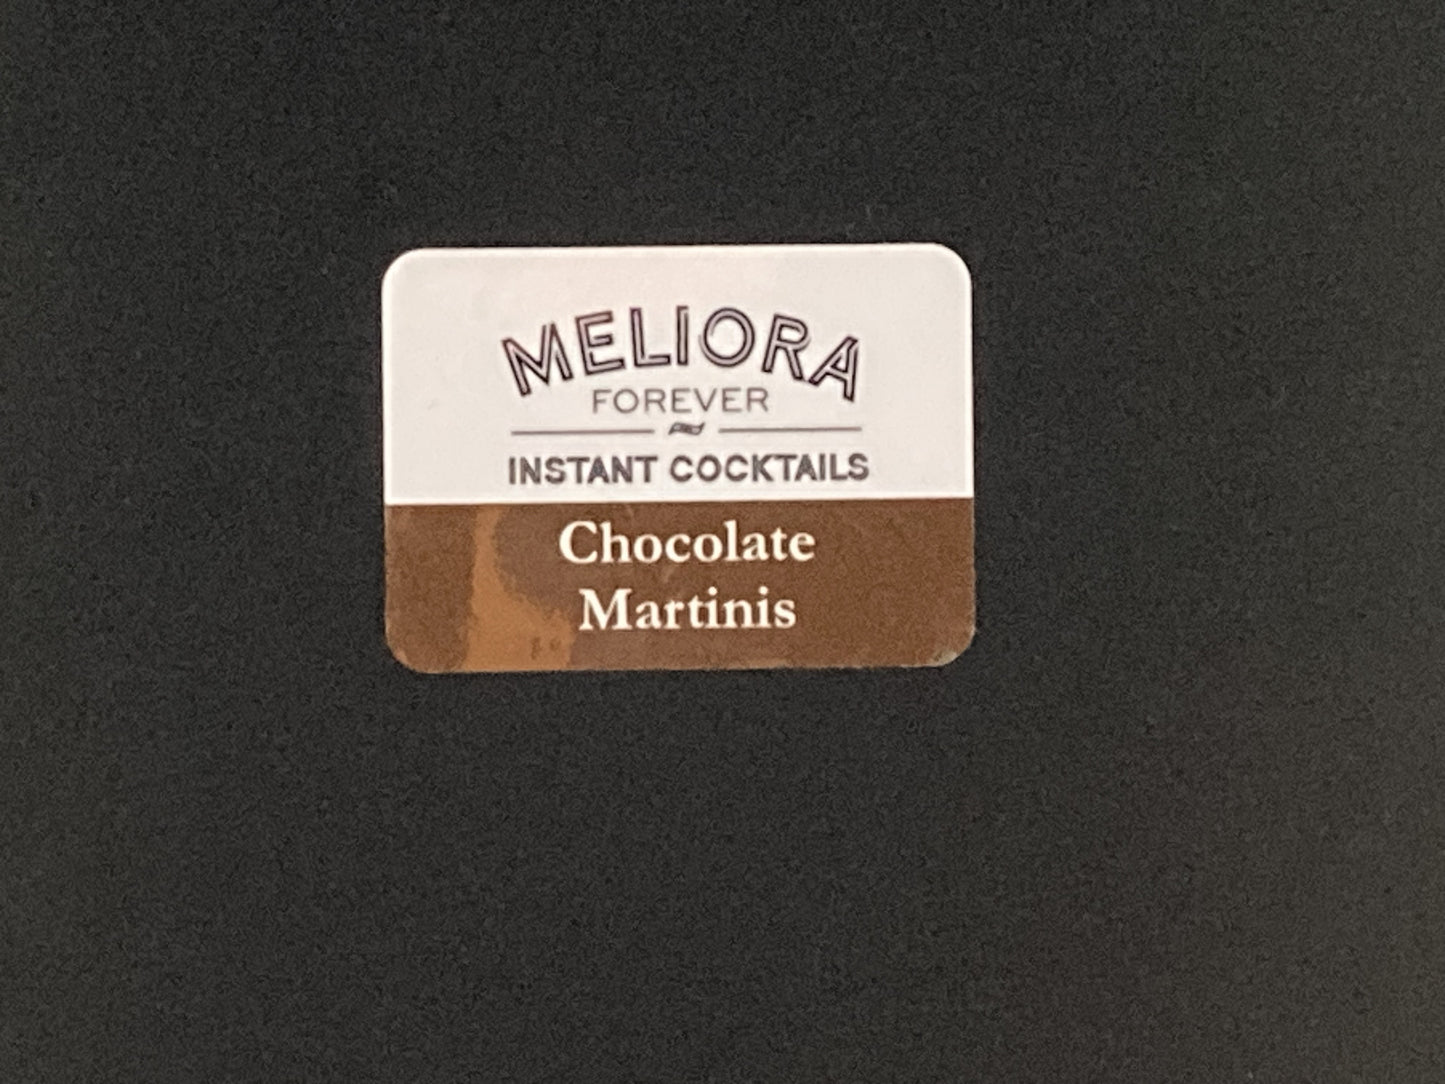 MELIORA
FOREVER
INSTANT COCKTAILS
Chocolate
Martinis